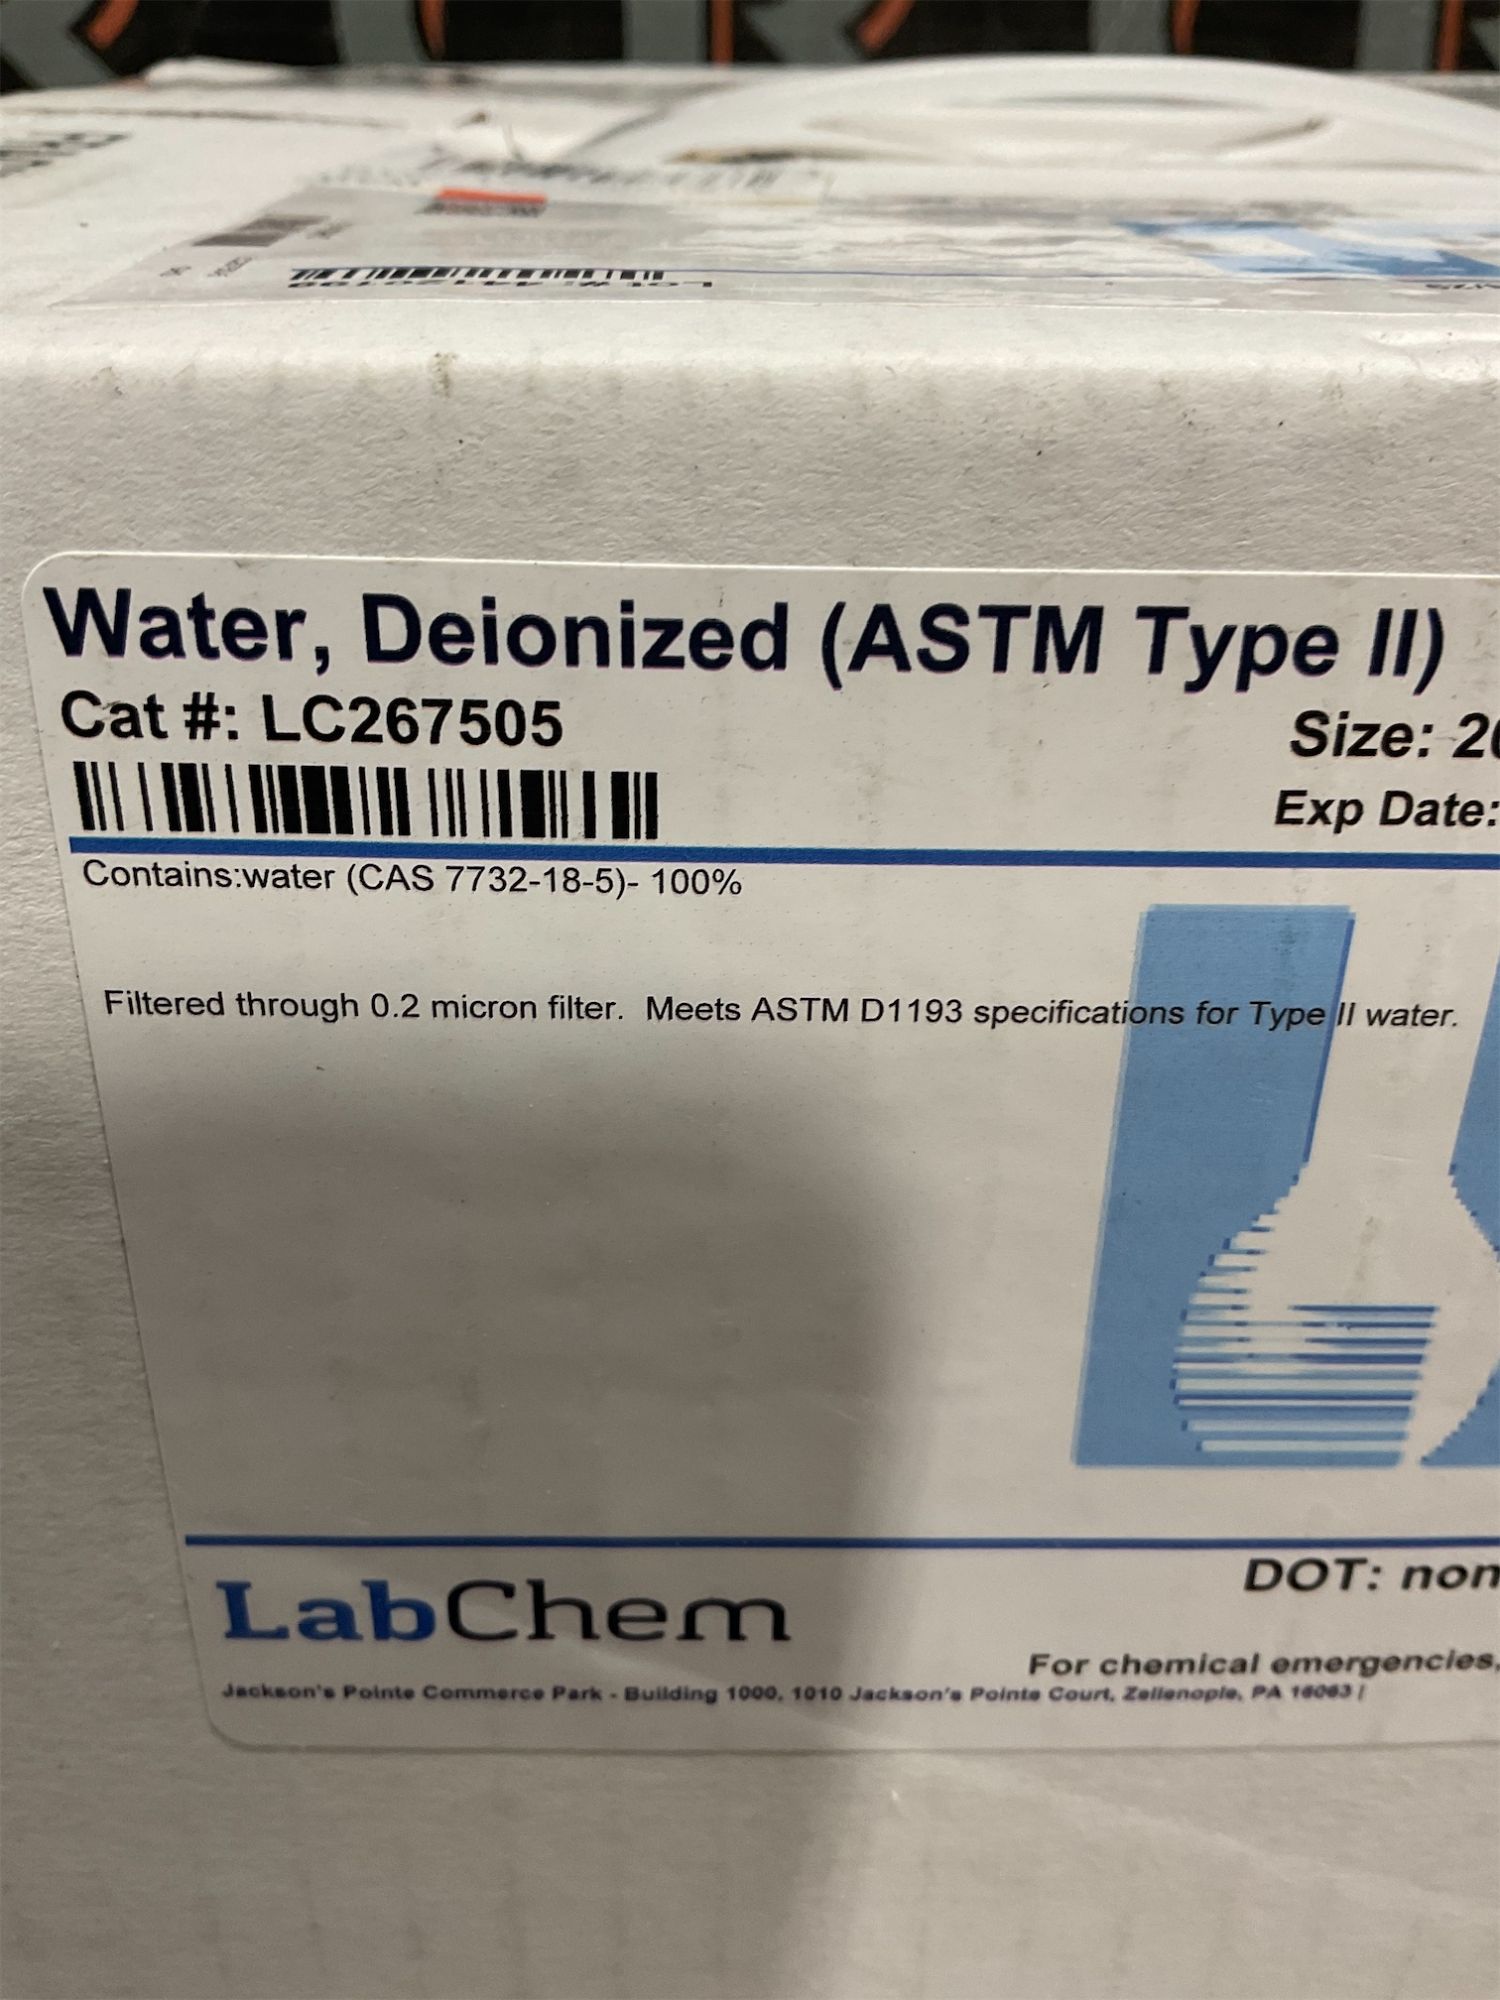 Water, Deionized (ASTM Type II)
Cat #: LC267505
Size: 20
Exp Date:
Contains:water (CAS 7732-18-5)- 100%
Filtered through 0.2 micron filter. Meets ASTM D1193 specifications for Type II water.
LabChem
DOT: non
For chemical emergencies,
Jackson's Pointe Commerce Park - Building 1000, 1010 Jackson's Pointe Court, Zelienople, PA 16063 |